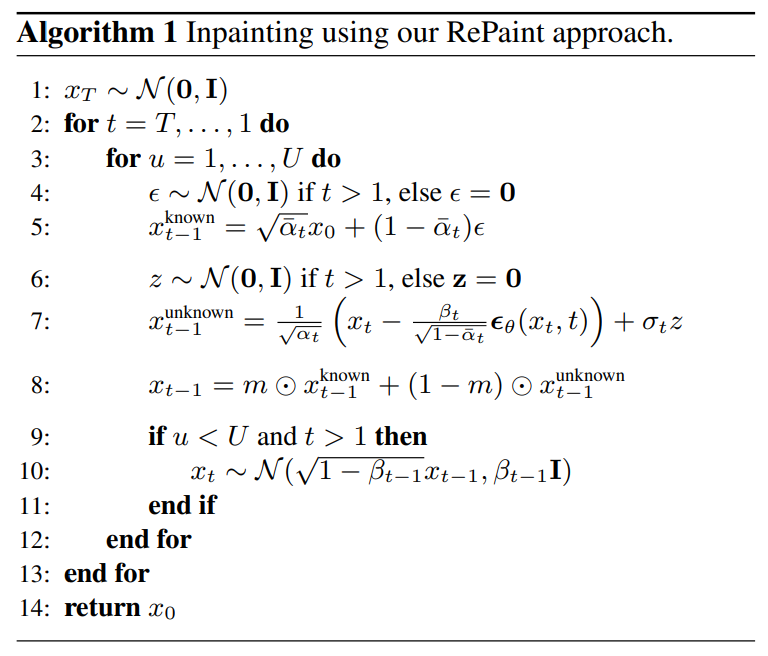 Algorithm 1 Inpainting using our RePaint approach.
1: $x_T \sim \mathcal{N}(\mathbf{0}, \mathbf{I})$
2: for $t = T, \ldots, 1$ do
3: for $u = 1, \ldots, U$ do
4: $\epsilon \sim \mathcal{N}(\mathbf{0}, \mathbf{I})$ if $t > 1$, else $\epsilon = \mathbf{0}$
5: $x_{t-1}^{\text{known}} = \sqrt{\bar{\alpha}_t} x_0 + (1 - \bar{\alpha}_t)\epsilon$
6: $z \sim \mathcal{N}(\mathbf{0}, \mathbf{I})$ if $t > 1$, else $\mathbf{z} = \mathbf{0}$
7: $x_{t-1}^{\text{unknown}} = \frac{1}{\sqrt{\alpha_t}} \left( x_t - \frac{\beta_t}{\sqrt{1-\bar{\alpha}_t}} \boldsymbol{\epsilon}_\theta(x_t, t) \right) + \sigma_t z$
8: $x_{t-1} = m \odot x_{t-1}^{\text{known}} + (1 - m) \odot x_{t-1}^{\text{unknown}}$
9: if $u < U$ and $t > 1$ then
10: $x_t \sim \mathcal{N}(\sqrt{1 - \beta_{t-1}} x_{t-1}, \beta_{t-1}\mathbf{I})$
11: end if
12: end for
13: end for
14: return $x_0$